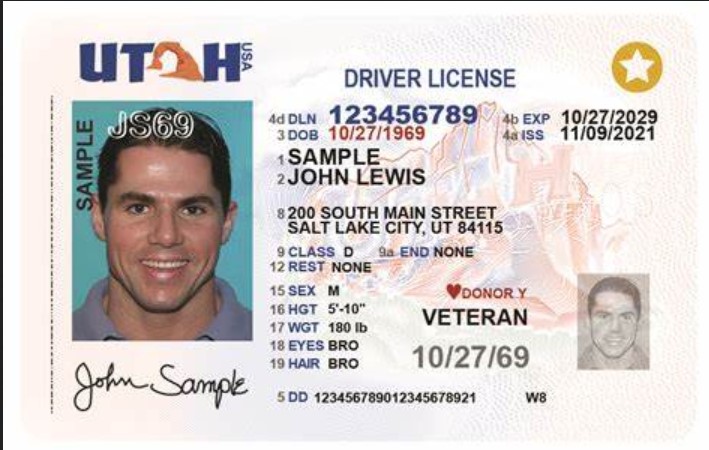 UTAH USA
DRIVER LICENSE
JS69
SAMPLE
4d DLN 123456789 4b EXP 10/27/2029
3 DOB 10/27/1969 4a ISS 11/09/2021
1 SAMPLE
2 JOHN LEWIS
8 200 SOUTH MAIN STREET
SALT LAKE CITY, UT 84115
9 CLASS D 9a END NONE
12 REST NONE
15 SEX M DONOR Y
16 HGT 5'-10"
VETERAN
17 WGT 180 lb
18 EYES BRO
19 HAIR BRO 10/27/69
John Sample
5 DD 123456789012345678921 W8